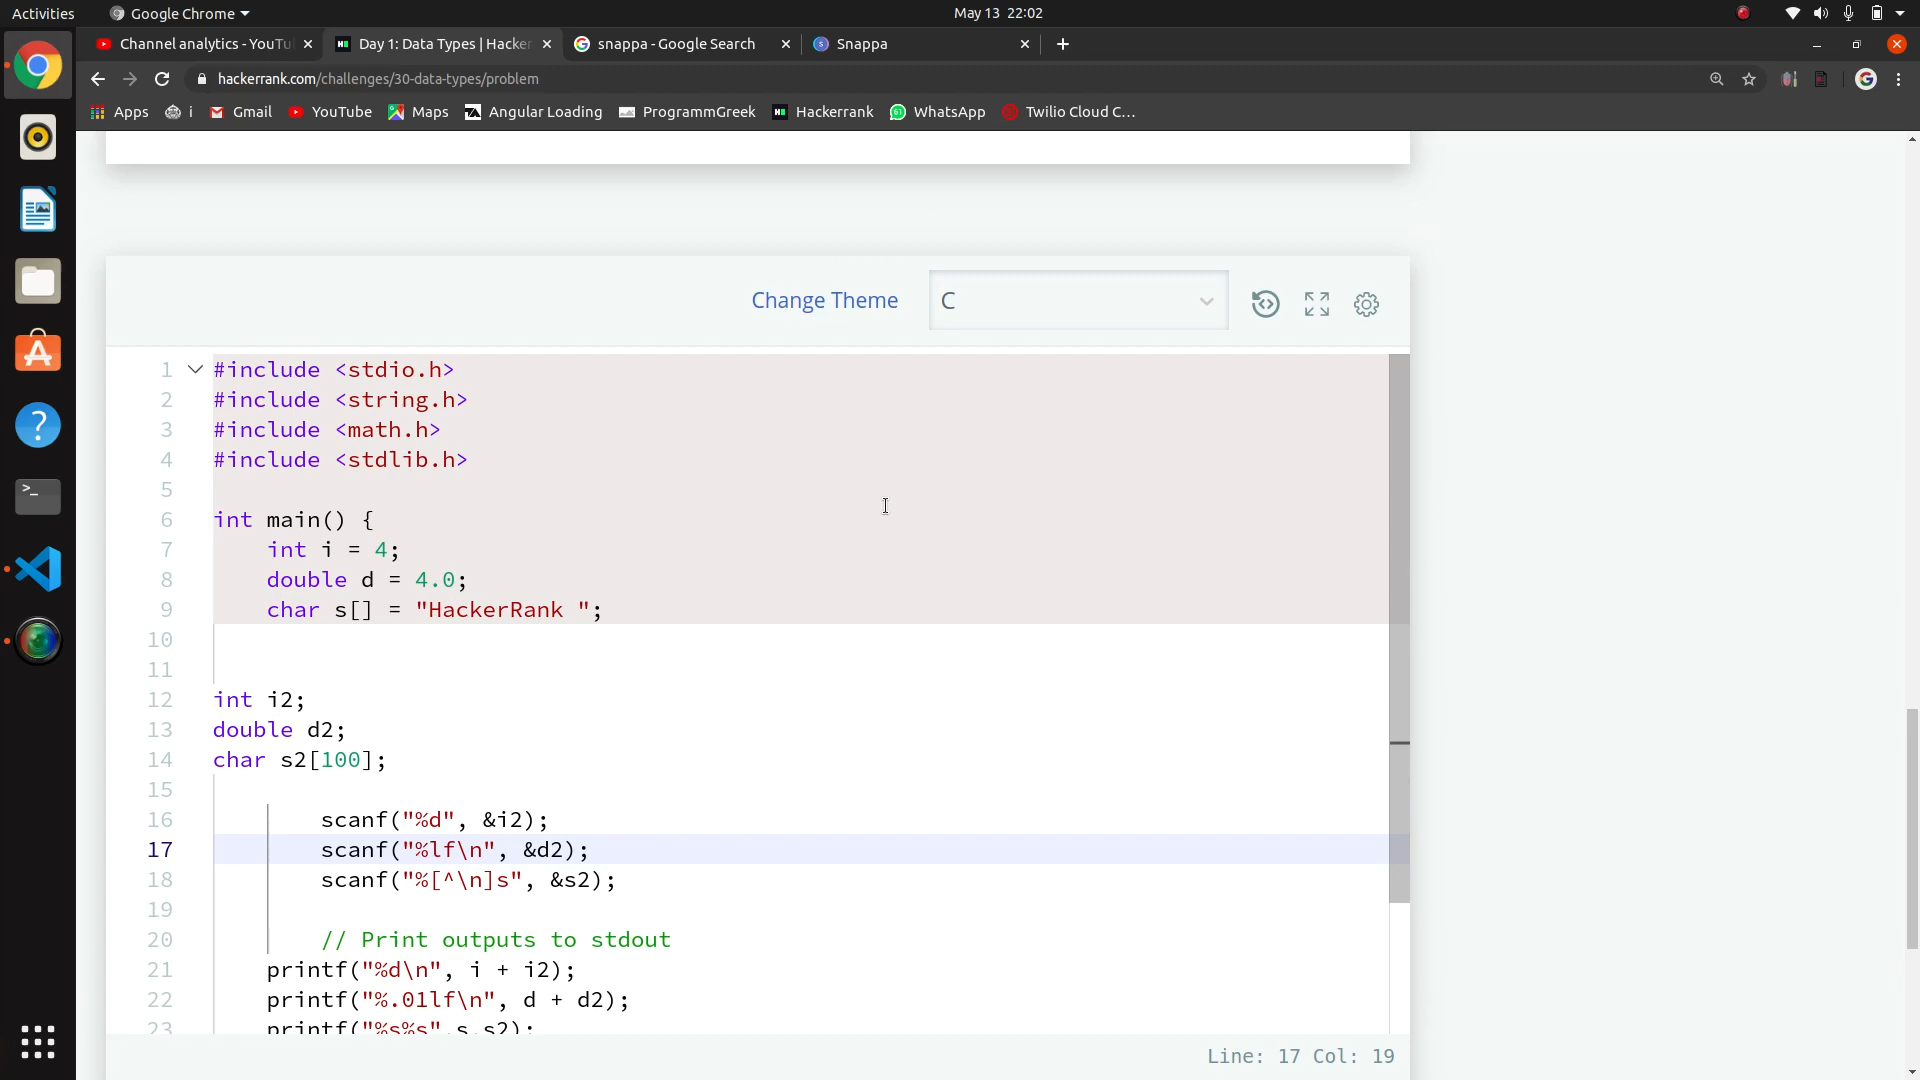 Activities
Google Chrome
May 13 22:02
Channel analytics - YouTu
Day 1: Data Types | Hacker
snappa - Google Search
Snappa
hackerrank.com/challenges/30-data-types/problem
Apps
i
Gmail
YouTube
Maps
Angular Loading
ProgrammGreek
Hackerrank
WhatsApp
Twilio Cloud C...
Change Theme
C
1 #include <stdio.h>
2 #include <string.h>
3 #include <math.h>
4 #include <stdlib.h>
5
6 int main() {
7 int i = 4;
8 double d = 4.0;
9 char s[] = "HackerRank ";
10
11
12 int i2;
13 double d2;
14 char s2[100];
15
16 scanf("%d", &i2);
17 scanf("%lf\n", &d2);
18 scanf("%[^\n]s", &s2);
19
20 // Print outputs to stdout
21 printf("%d\n", i + i2);
22 printf("%.01lf\n", d + d2);
23 printf("%s%s",s,s2);
Line: 17 Col: 19